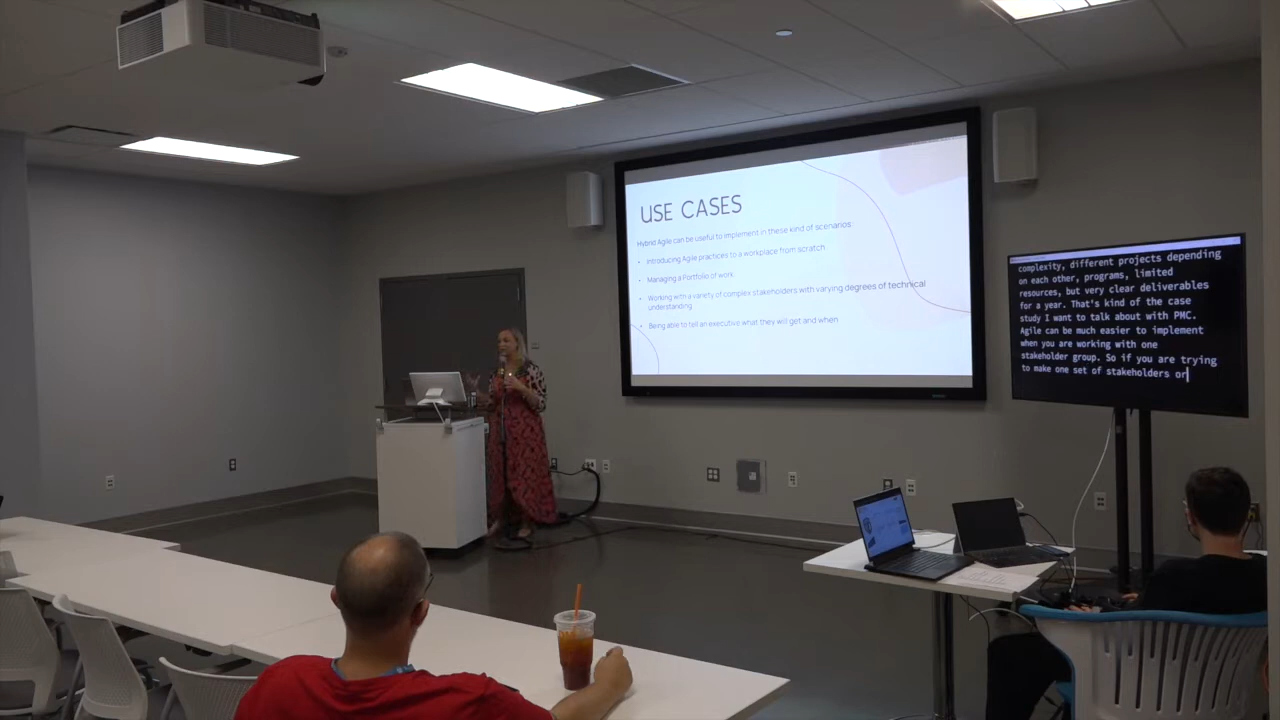 USE CASES
Hybrid Agile can be useful to implement in these kind of scenarios:
• Introducing Agile practices to a workplace from scratch
• Managing a Portfolio of work
• Working with a variety of complex stakeholders with varying degrees of technical
understanding
• Being able to tell an executive what they will get and when
complexity, different projects depending
on each other, programs, limited
resources, but very clear deliverables
for a year. That's kind of the case
study I want to talk about with PMC.
Agile can be much easier to implement
when you are working with one
stakeholder group. So if you are trying
to make one set of stakeholders or